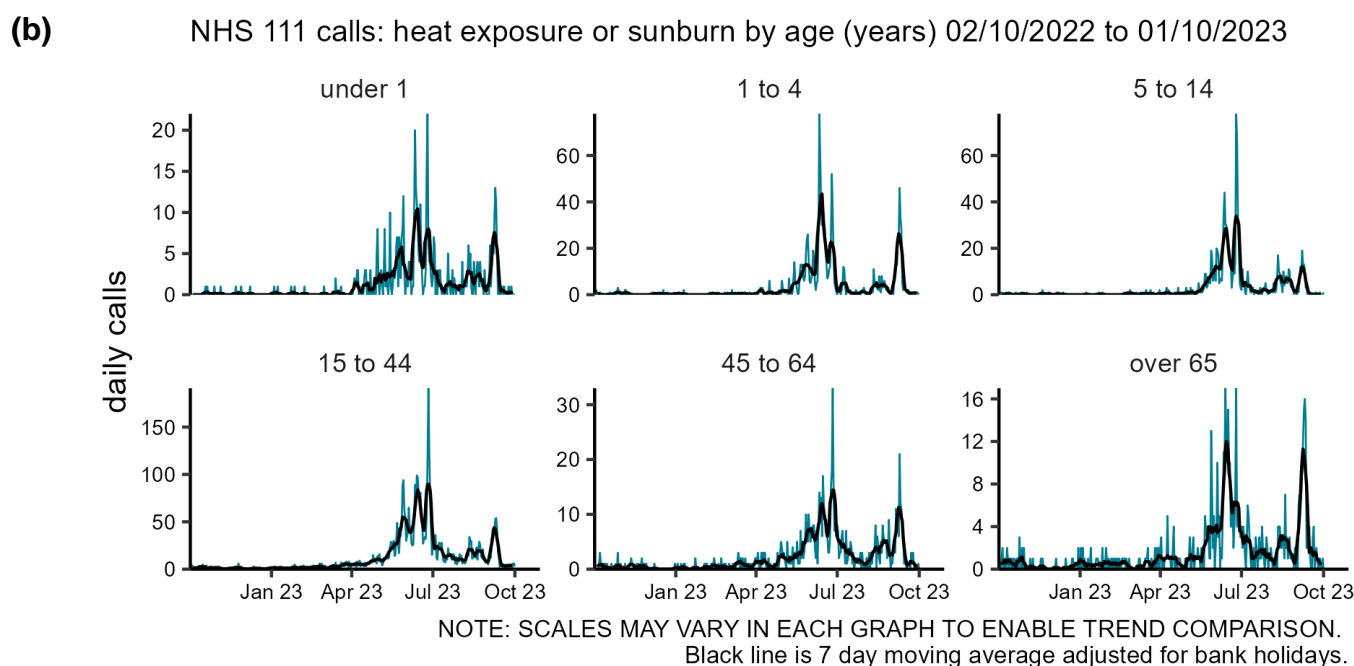 (b)
NHS 111 calls: heat exposure or sunburn by age (years) 02/10/2022 to 01/10/2023
daily calls
under 1
20
15
10
5
0
1 to 4
60
40
20
0
5 to 14
60
40
20
0
15 to 44
150
100
50
0
Jan 23 Apr 23 Jul 23 Oct 23
45 to 64
30
20
10
0
Jan 23 Apr 23 Jul 23 Oct 23
over 65
16
12
8
4
0
Jan 23 Apr 23 Jul 23 Oct 23
NOTE: SCALES MAY VARY IN EACH GRAPH TO ENABLE TREND COMPARISON.
Black line is 7 day moving average adjusted for bank holidays.